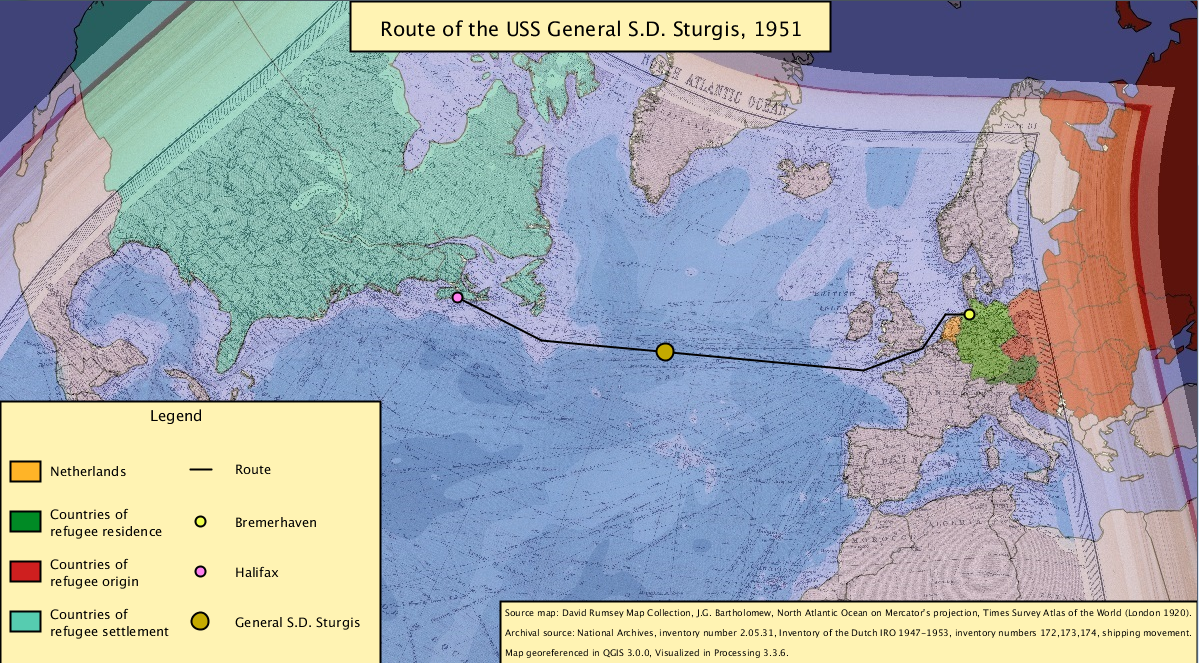 Route of the USS General S.D. Sturgis, 1951
NORTH ATLANTIC OCEAN
BRITISH
MOROC
ALGERIA
Legend
Netherlands
Route
Countries of
refugee residence
Bremerhaven
Countries of
refugee origin
Halifax
Countries of
refugee settlement
General S.D. Sturgis
Source map: David Rumsey Map Collection, J.G. Bartholomew, North Atlantic Ocean on Mercator's projection, Times Survey Atlas of the World (London 1920).
Archival source: National Archives, inventory number 2.05.31, Inventory of the Dutch IRO 1947-1953, inventory numbers 172,173,174, shipping movement.
Map georeferenced in QGIS 3.0.0, Visualized in Processing 3.3.6.